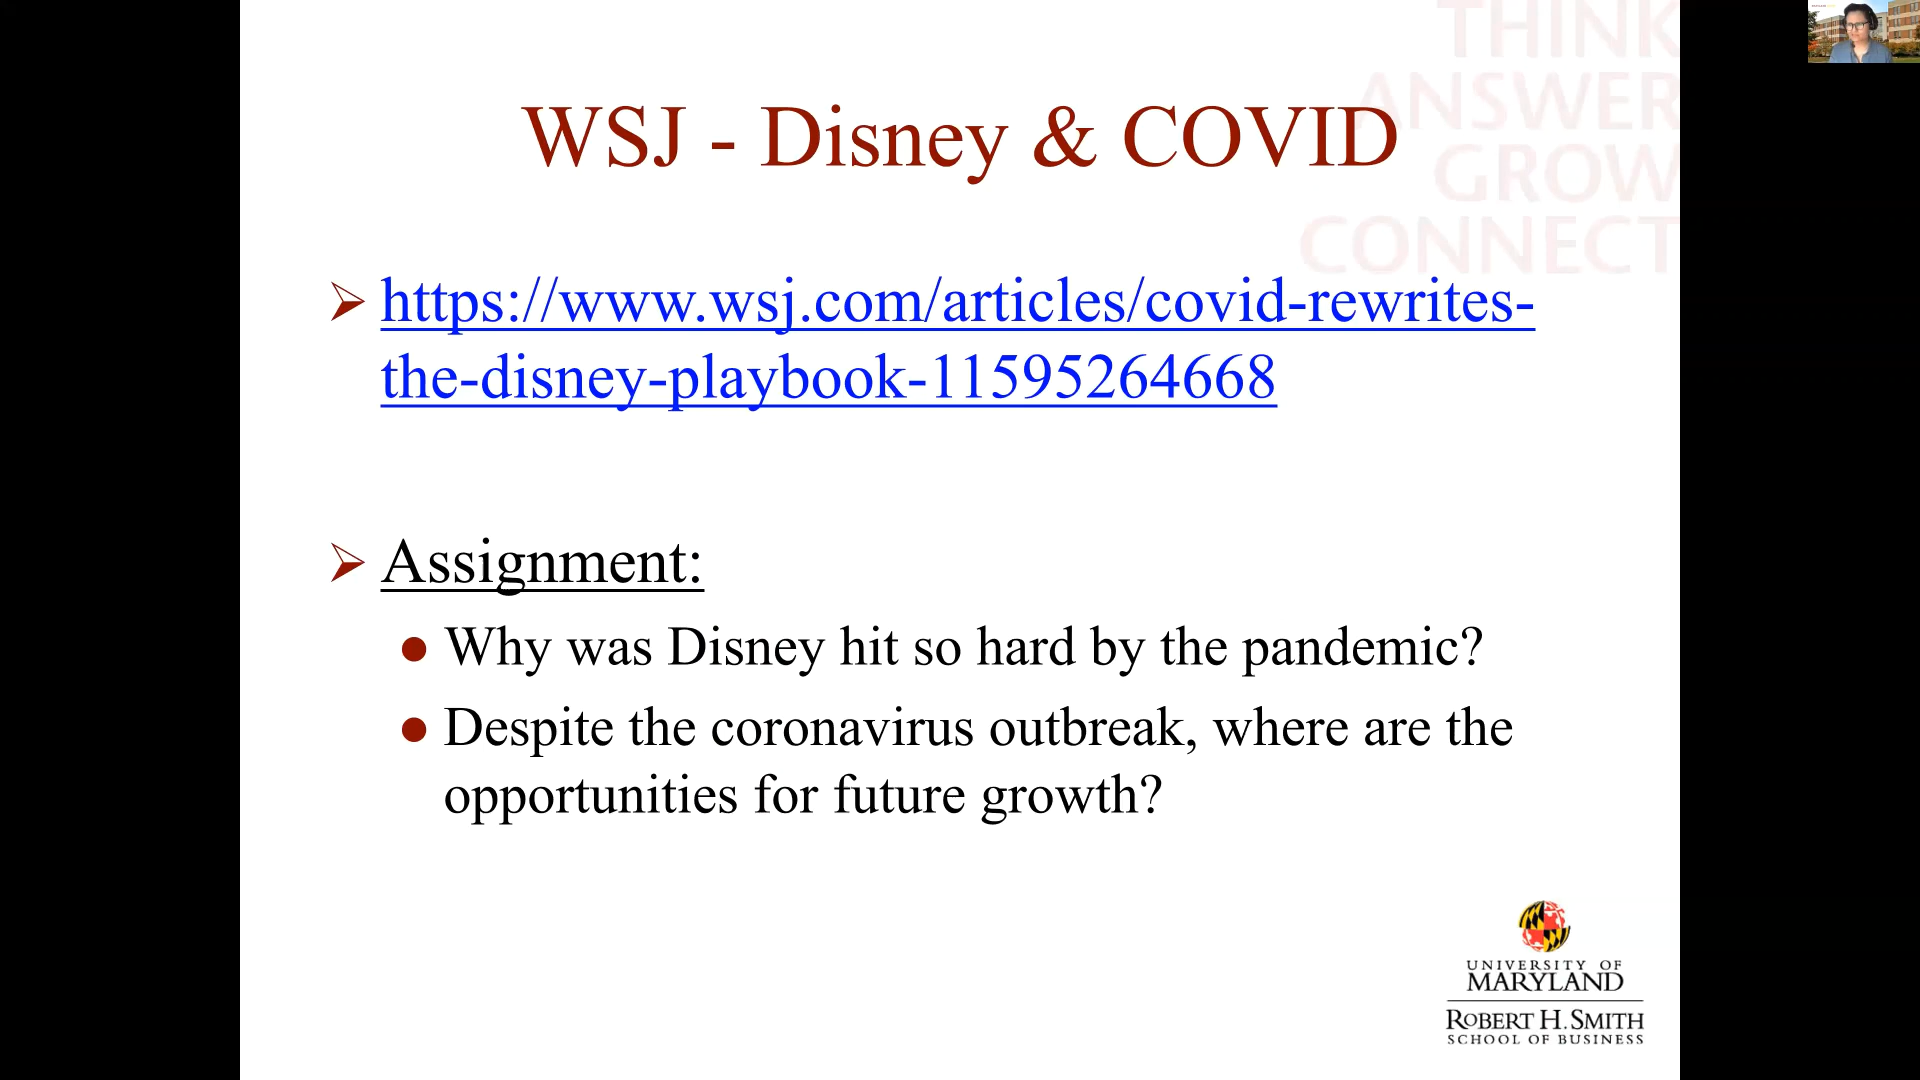 THINK
ANSWER
GROW
CONNECT
WSJ - Disney & COVID
https://www.wsj.com/articles/covid-rewrites-
the-disney-playbook-11595264668
Assignment:
Why was Disney hit so hard by the pandemic?
Despite the coronavirus outbreak, where are the
opportunities for future growth?
UNIVERSITY OF
MARYLAND
ROBERT H. SMITH
SCHOOL OF BUSINESS